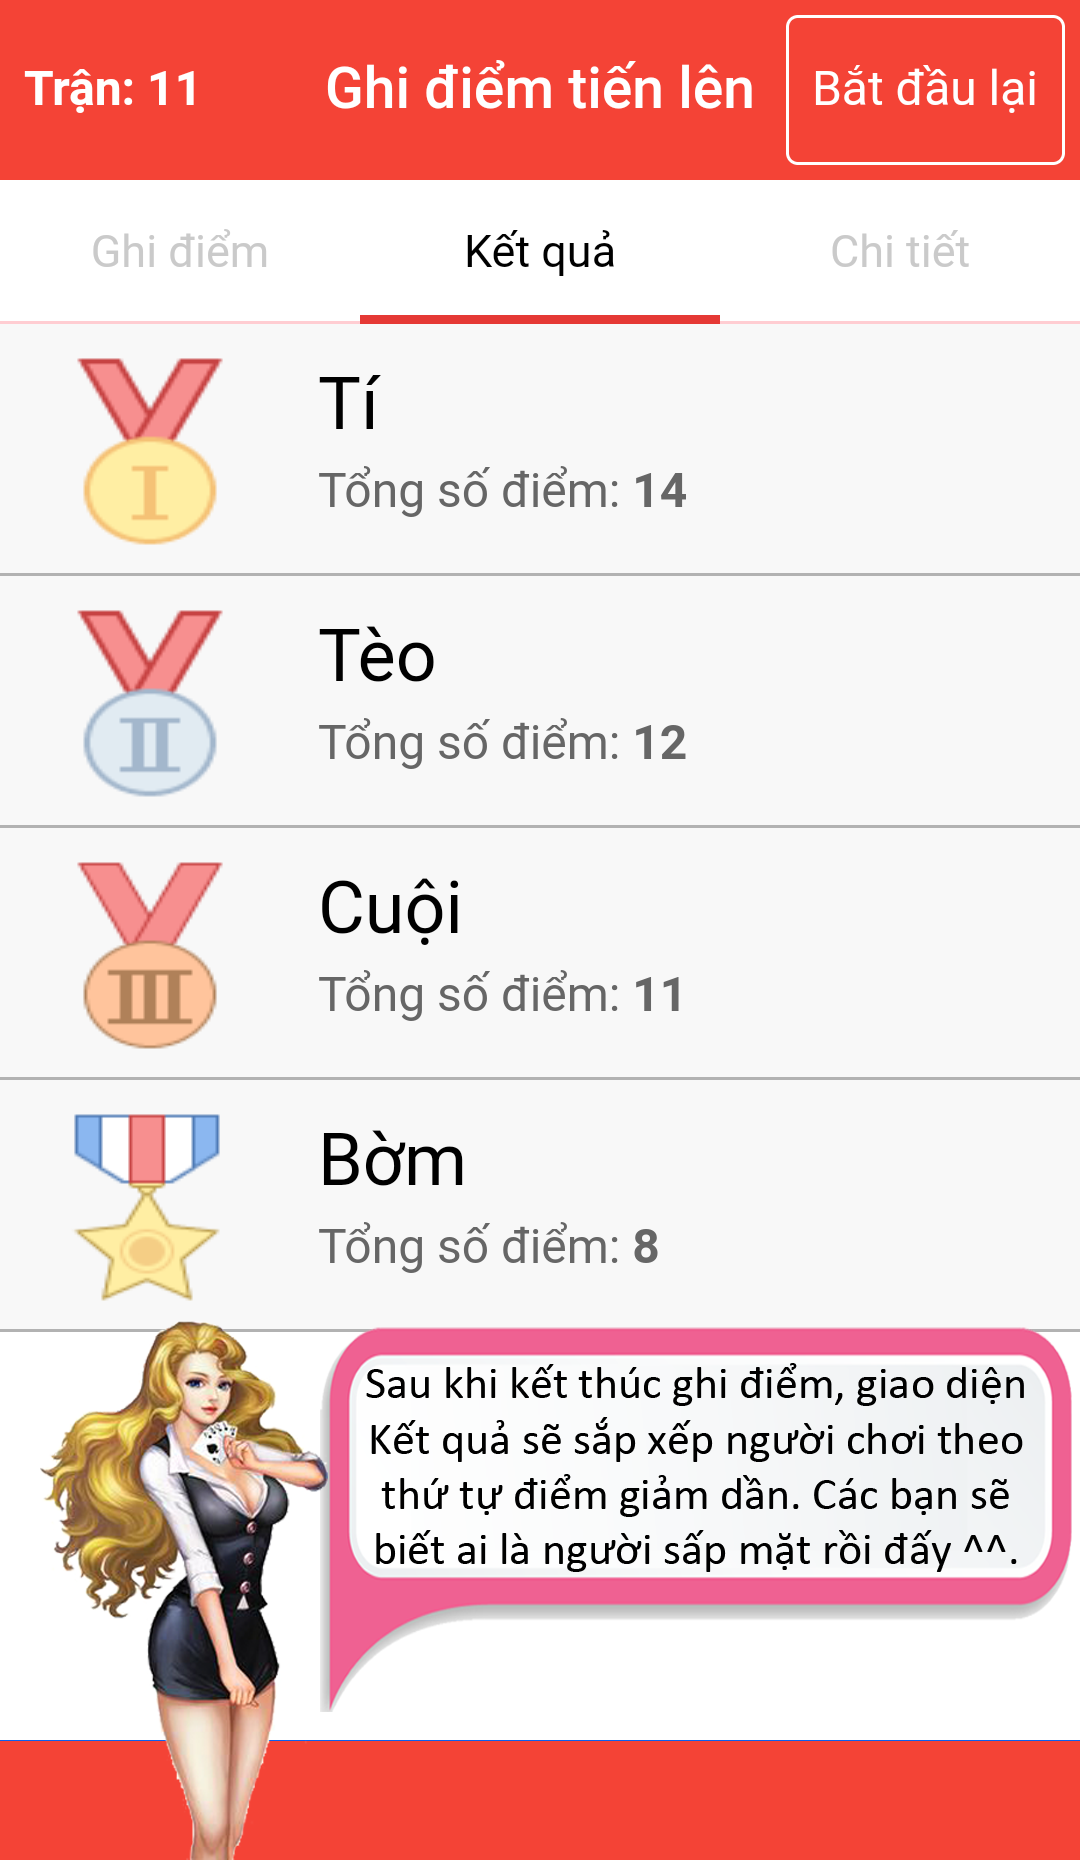 Trận: 11
Ghi điểm tiến lên
Bắt đầu lại
Ghi điểm
Kết quả
Chi tiết
I
Tí
Tổng số điểm: 14
II
Tèo
Tổng số điểm: 12
III
Cuội
Tổng số điểm: 11
Bờm
Tổng số điểm: 8
Sau khi kết thúc ghi điểm, giao diện
Kết quả sẽ sắp xếp người chơi theo
thứ tự điểm giảm dần. Các bạn sẽ
biết ai là người sấp mặt rồi đấy ^^.